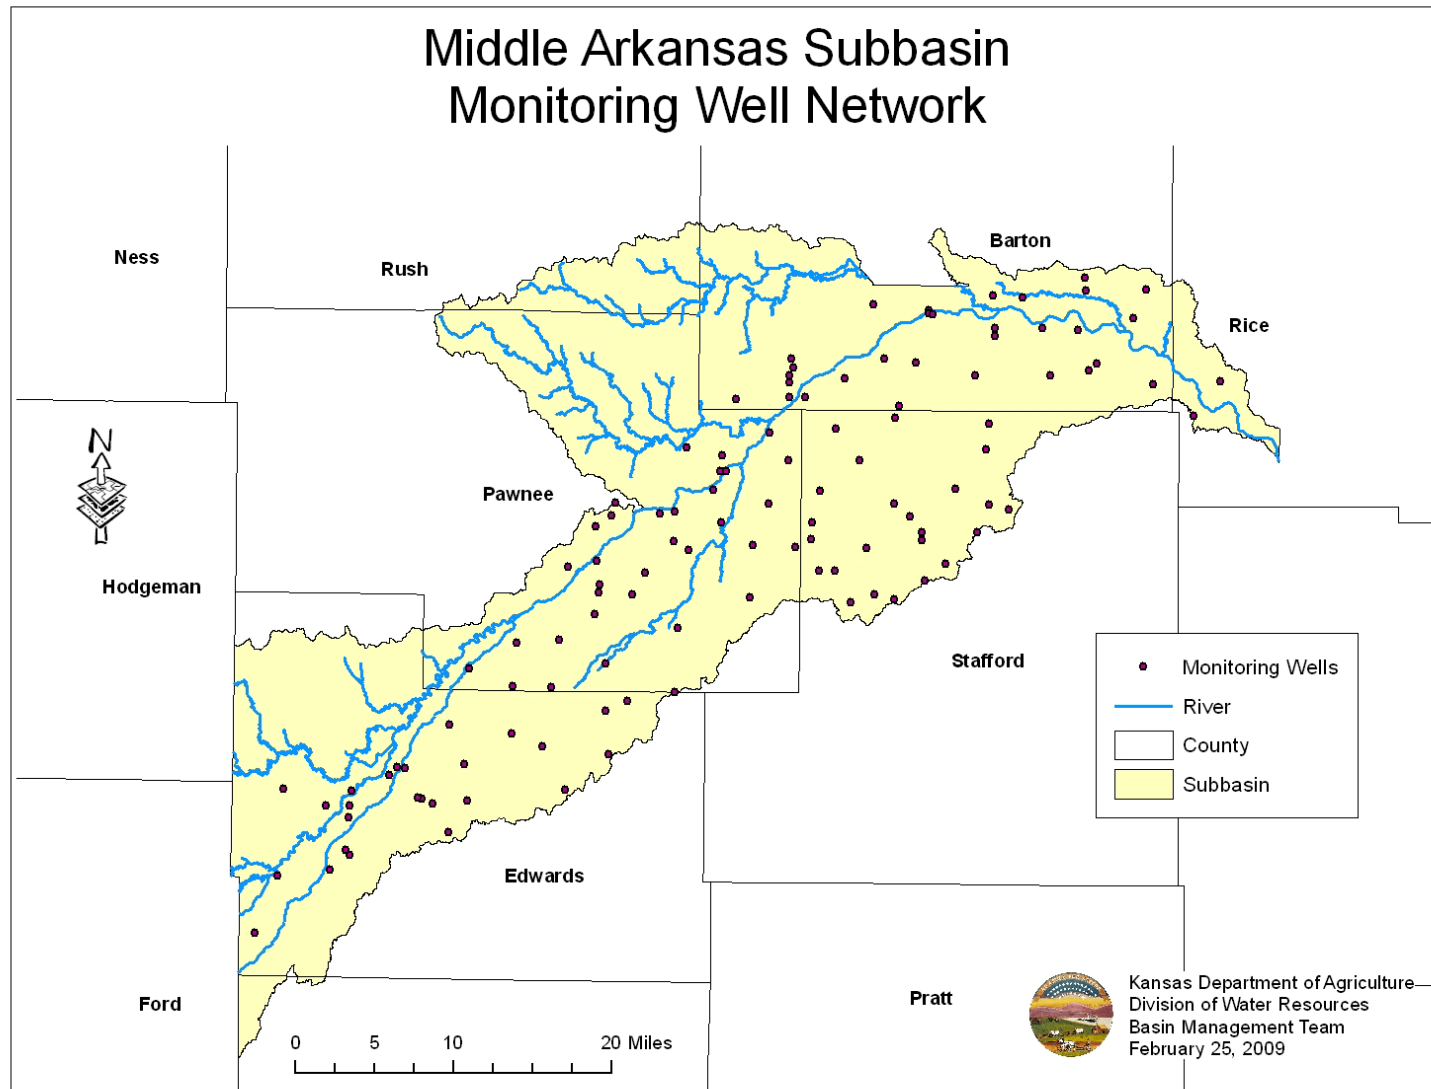 Middle Arkansas Subbasin
Monitoring Well Network
Ness
Rush
Barton
Rice
N
Pawnee
Hodgeman
Stafford
Monitoring Wells
River
County
Subbasin
Edwards
Ford
Pratt
0 5 10 20 Miles
Kansas Department of Agriculture
Division of Water Resources
Basin Management Team
February 25, 2009